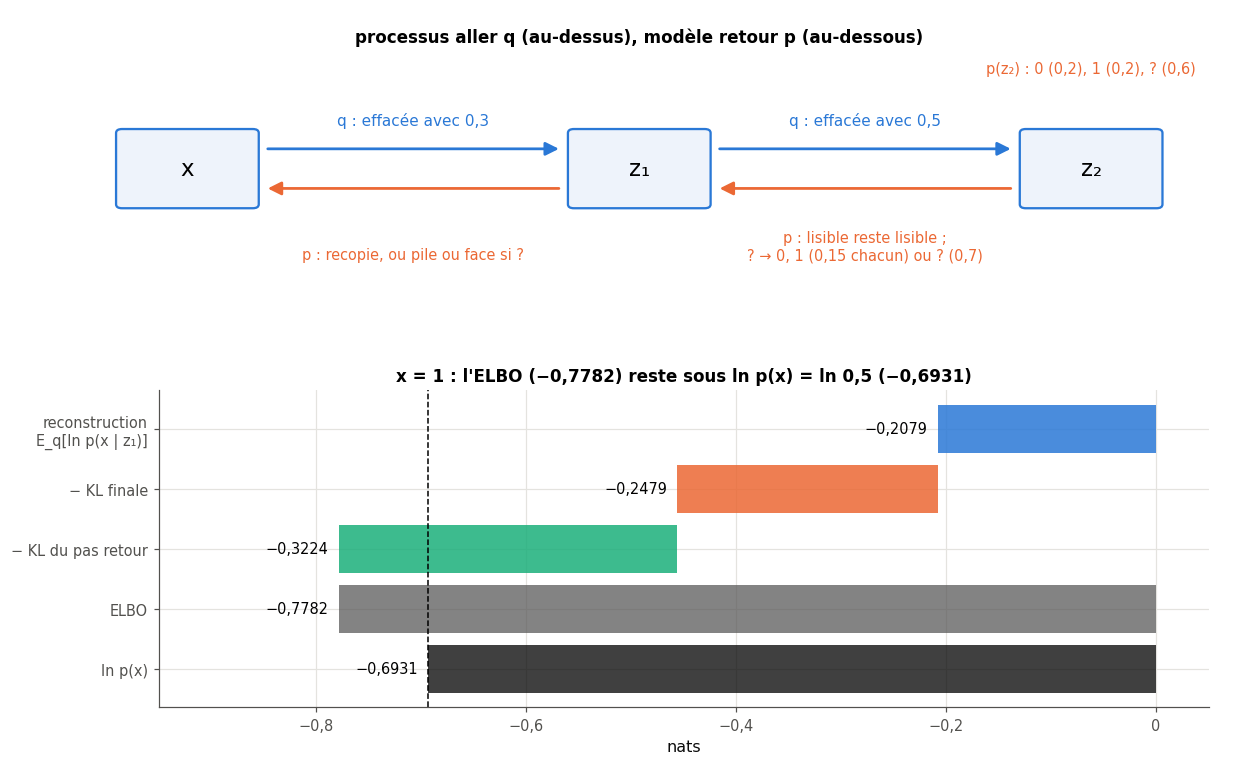 processus aller q (au-dessus), modèle retour p (au-dessous)
p(z₂) : 0 (0,2), 1 (0,2), ? (0,6)
q : effacée avec 0,3
q : effacée avec 0,5
x
z₁
z₂
p : recopie, ou pile ou face si ?
p : lisible reste lisible ;
? → 0, 1 (0,15 chacun) ou ? (0,7)
x = 1 : l'ELBO (−0,7782) reste sous ln p(x) = ln 0,5 (−0,6931)
reconstruction
E_q[ln p(x | z₁)]
−0,2079
− KL finale
−0,2479
− KL du pas retour
−0,3224
ELBO
−0,7782
ln p(x)
−0,6931
−0,8
−0,6
−0,4
−0,2
0
nats